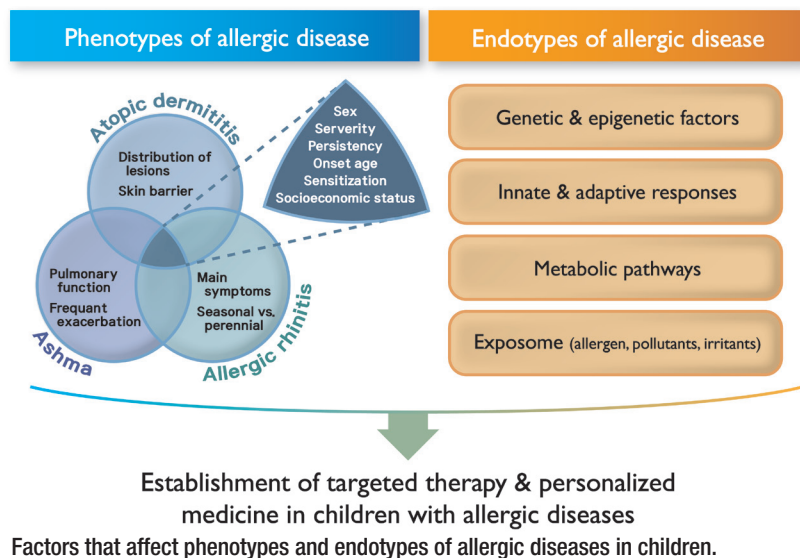 Phenotypes of allergic disease
Endotypes of allergic disease
Atopic dermititis
Distribution of
lesions
Skin barrier
Sex
Serverity
Persistency
Onset age
Sensitization
Socioeconomic status
Pulmonary
function
Frequant
exacerbation
Ashma
Main
symptoms
Seasonal vs.
perennial
Allergic rhinitis
Genetic & epigenetic factors
Innate & adaptive responses
Metabolic pathways
Exposome (allergen, pollutants, irritants)
Establishment of targeted therapy & personalized
medicine in children with allergic diseases
Factors that affect phenotypes and endotypes of allergic diseases in children.